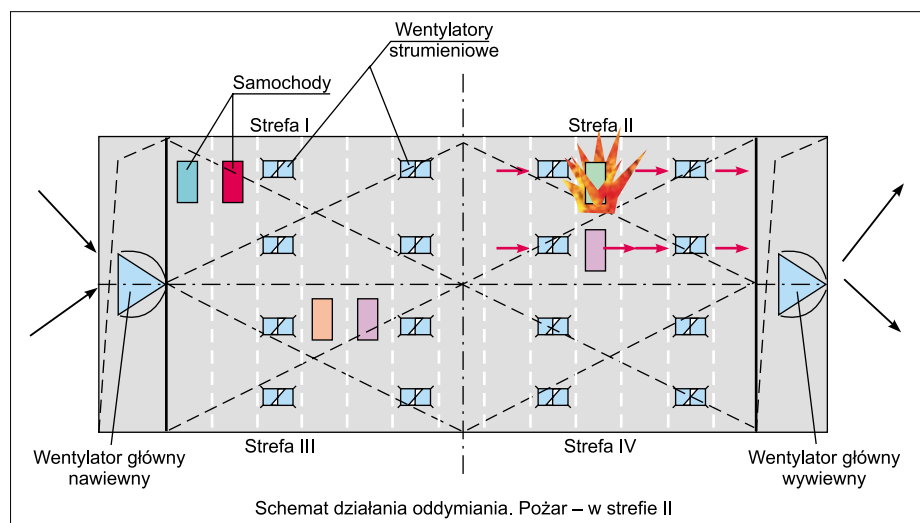 Wentylatory
strumieniowe
Samochody
Strefa I
Strefa II
Strefa III
Strefa IV
Wentylator główny
nawiewny
Wentylator główny
wywiewny
Schemat działania oddymiania. Pożar – w strefie II